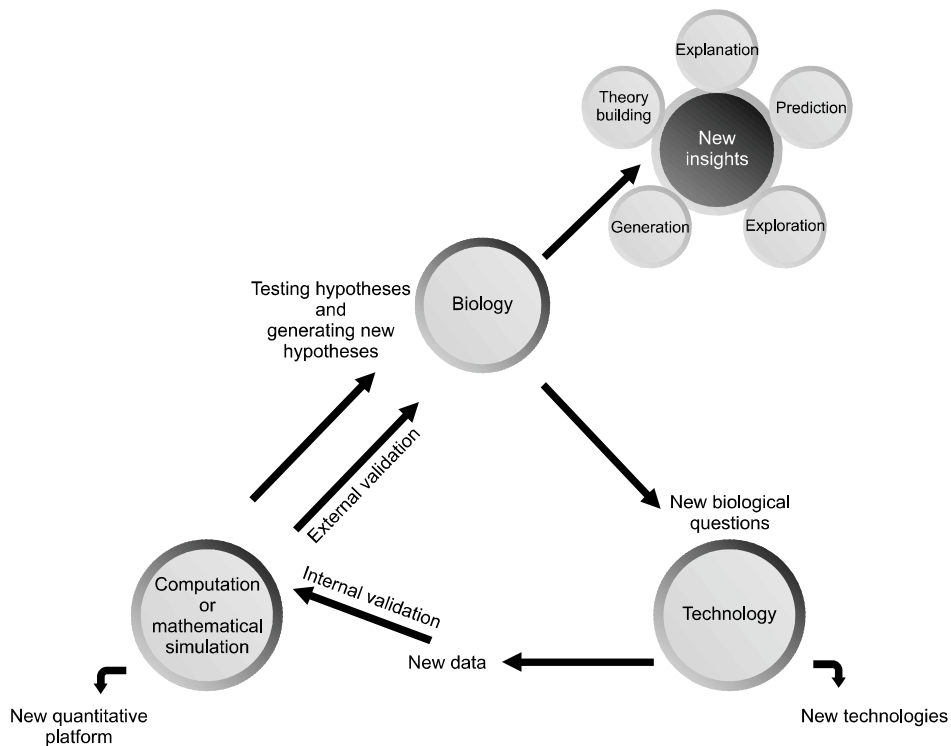 Explanation
Theory
building
Prediction
New
insights
Generation
Exploration
Biology
Testing hypotheses
and
generating new
hypotheses
External validation
New biological
questions
Computation
or
mathematical
simulation
Internal validation
Technology
New data
New quantitative
platform
New technologies